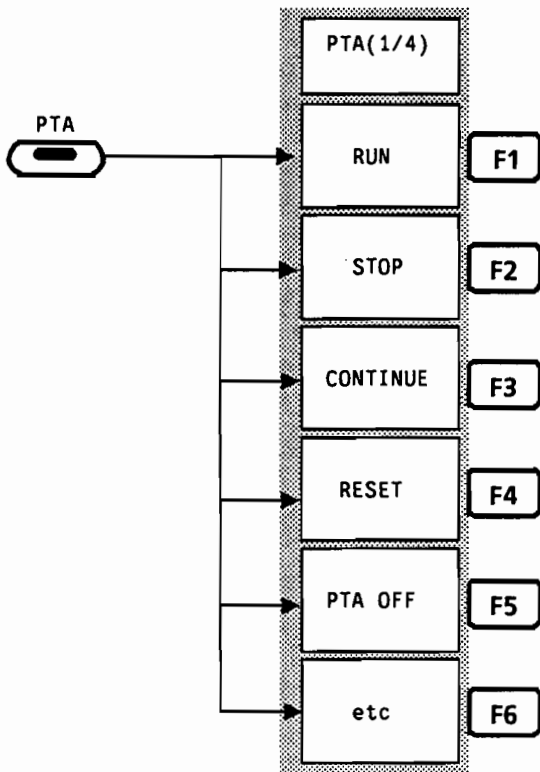 PTA(1/4)
PTA
RUN F1
STOP F2
CONTINUE F3
RESET F4
PTA OFF F5
etc F6